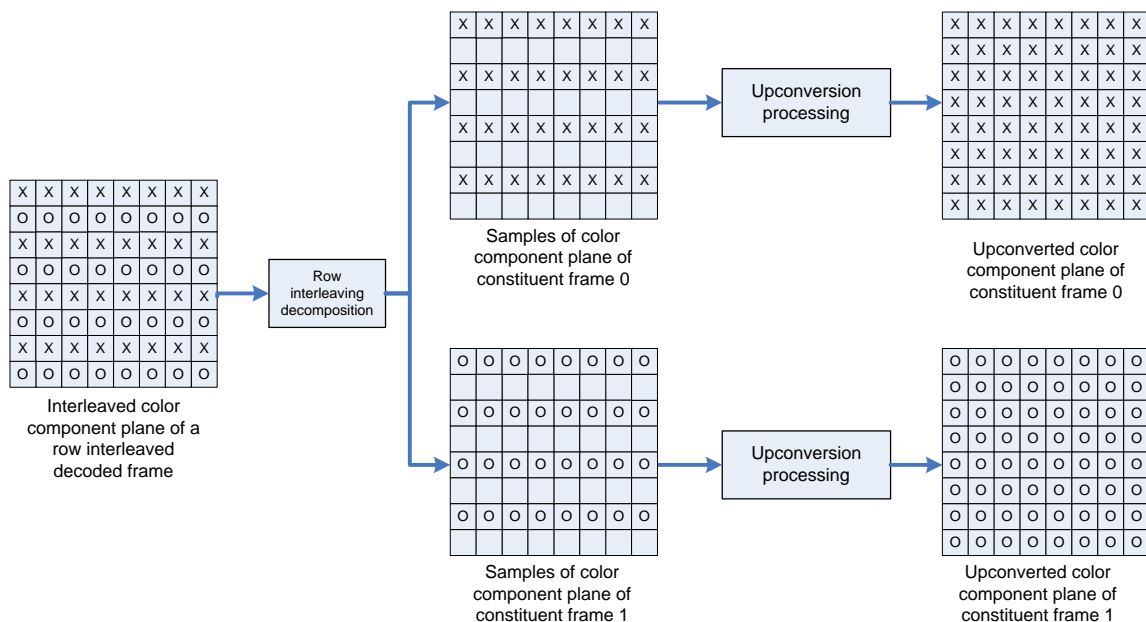 X X X X X X X X
X X X X X X X X
X X X X X X X X
X X X X X X X X
Samples of color
component plane of
constituent frame 0
Upconversion
processing
X X X X X X X X
X X X X X X X X
X X X X X X X X
X X X X X X X X
X X X X X X X X
X X X X X X X X
X X X X X X X X
X X X X X X X X
Upconverted color
component plane of
constituent frame 0
X X X X X X X X
O O O O O O O O
X X X X X X X X
O O O O O O O O
X X X X X X X X
O O O O O O O O
X X X X X X X X
O O O O O O O O
Interleaved color
component plane of a
row interleaved
decoded frame
Row
interleaving
decomposition
O O O O O O O O
O O O O O O O O
O O O O O O O O
O O O O O O O O
Samples of color
component plane of
constituent frame 1
Upconversion
processing
O O O O O O O O
O O O O O O O O
O O O O O O O O
O O O O O O O O
O O O O O O O O
O O O O O O O O
O O O O O O O O
O O O O O O O O
Upconverted color
component plane of
constituent frame 1